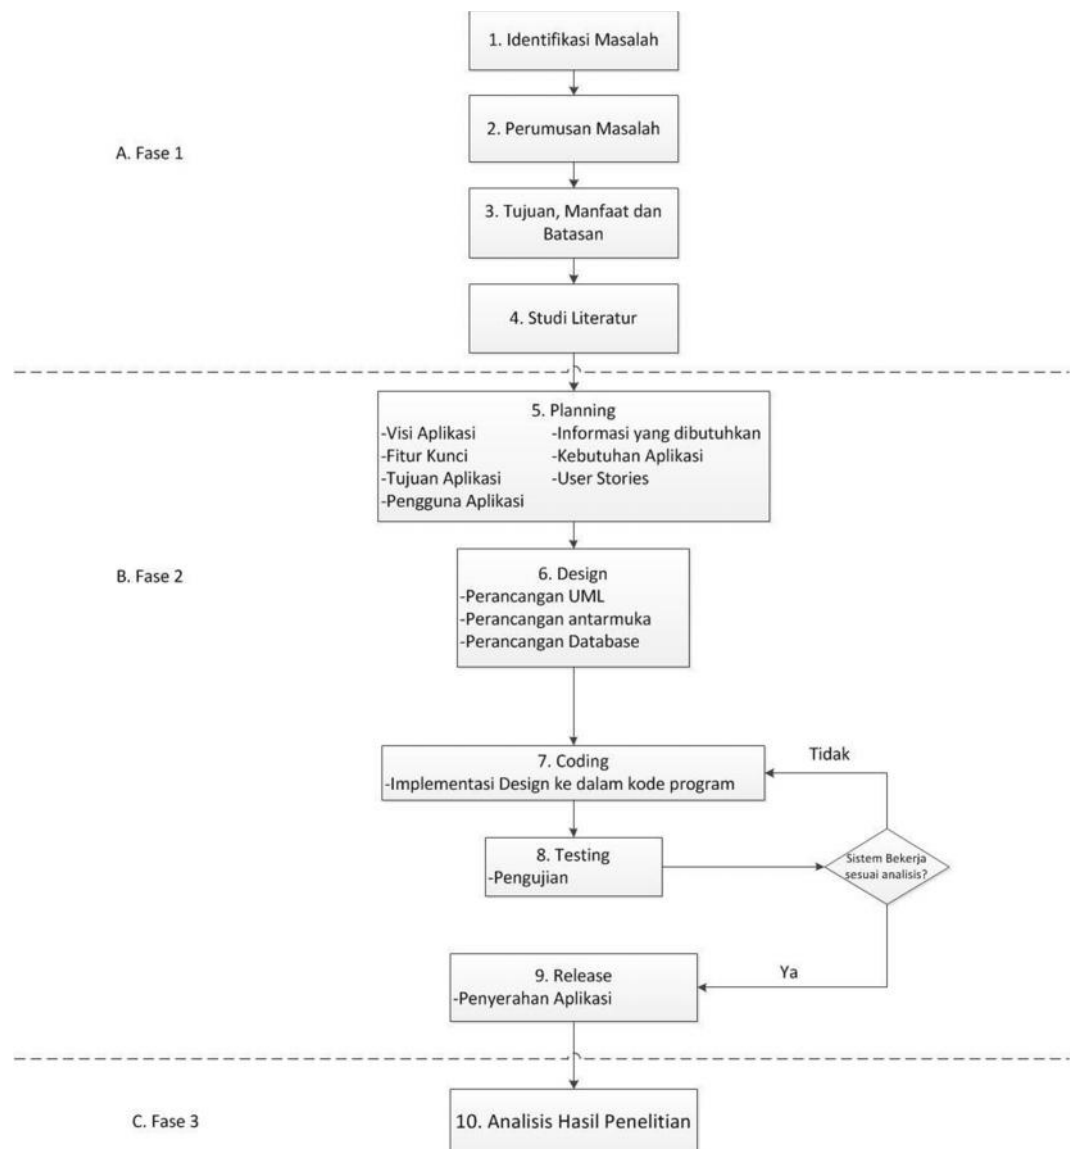 1. Identifikasi Masalah
2. Perumusan Masalah
A. Fase 1
3. Tujuan, Manfaat dan
Batasan
4. Studi Literatur
5. Planning
-Visi Aplikasi
-Fitur Kunci
-Tujuan Aplikasi
-Pengguna Aplikasi
-Informasi yang dibutuhkan
-Kebutuhan Aplikasi
-User Stories
B. Fase 2
6. Design
-Perancangan UML
-Perancangan antarmuka
-Perancangan Database
7. Coding
-Implementasi Design ke dalam kode program
Tidak
8. Testing
-Pengujian
Sistem Bekerja
sesuai analisis?
Ya
9. Release
-Penyerahan Aplikasi
C. Fase 3
10. Analisis Hasil Penelitian